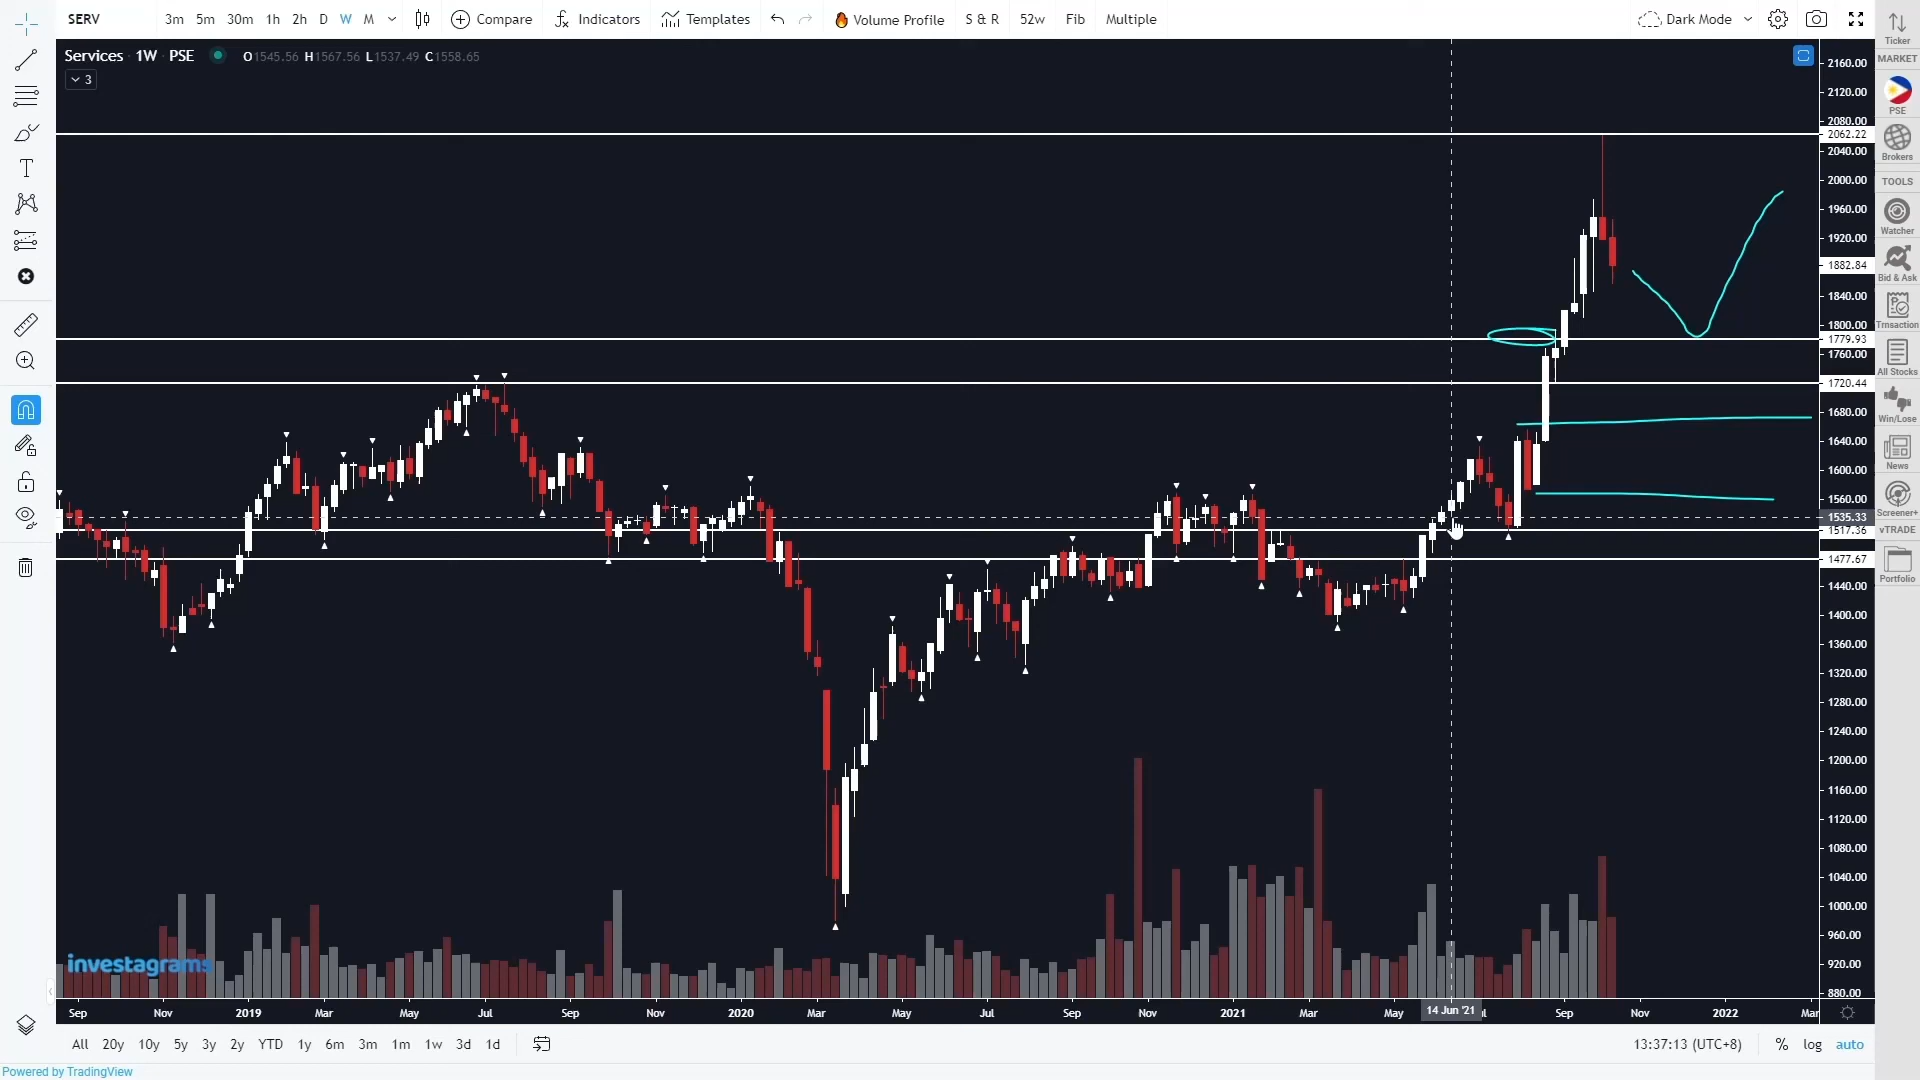 SERV 3m 5m 30m 1h 2h D W M Compare Indicators Templates Volume Profile S & R 52w Fib Multiple Dark Mode
Services 1W PSE O1545.56 H1567.56 L1537.49 C1558.65
3
2160.00
2120.00
2080.00
2062.22
2040.00
2000.00
1960.00
1920.00
1882.84
1840.00
1800.00
1779.93
1760.00
1720.44
1680.00
1640.00
1600.00
1560.00
1535.33
1517.36
1477.67
1440.00
1400.00
1360.00
1320.00
1280.00
1240.00
1200.00
1160.00
1120.00
1080.00
1040.00
1000.00
960.00
920.00
880.00
Ticker
MARKET
PSE
Brokers
TOOLS
Watcher
Bid & Ask
Trnsaction
All Stocks
Win/Lose
News
Screener+
vTRADE
Portfolio
investagrams
Sep Nov 2019 Mar May Jul Sep Nov 2020 Mar May Jul Sep Nov 2021 Mar May 14 Jun '21 Sep Nov 2022 Mar
All 20y 10y 5y 3y 2y YTD 1y 6m 3m 1m 1w 3d 1d 13:37:13 (UTC+8) % log auto
Powered by TradingView